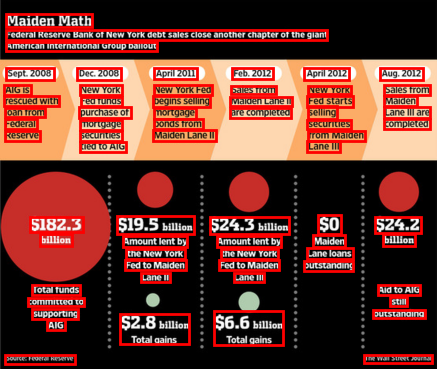 Maiden Math
Federal Reserve Bank of New York debt sales close another chapter of the giant
American International Group bailout
Sept. 2008
AIG is
rescued with
loan from
Federal
Reserve
Dec. 2008
New York
Fed funds
purchase of
mortgage
securities
tied to AIG
April 2011
New York Fed
begins selling
mortgage
bonds from
Maiden Lane II
Feb. 2012
Sales from
Maiden Lane II
are completed
April 2012
New York
Fed starts
selling
securities
from Maiden
Lane III
Aug. 2012
Sales from
Maiden
Lane III are
completed
$182.3
billion
Total funds
committed to
supporting
AIG
$19.5 billion
Amount lent by
the New York
Fed to Maiden
Lane II
$2.8 billion
Total gains
$24.3 billion
Amount lent by
the New York
Fed to Maiden
Lane III
$6.6 billion
Total gains
$0
Maiden
Lane loans
outstanding
$24.2
billion
Aid to AIG
still
outstanding
Source: Federal Reserve
The Wall Street Journal